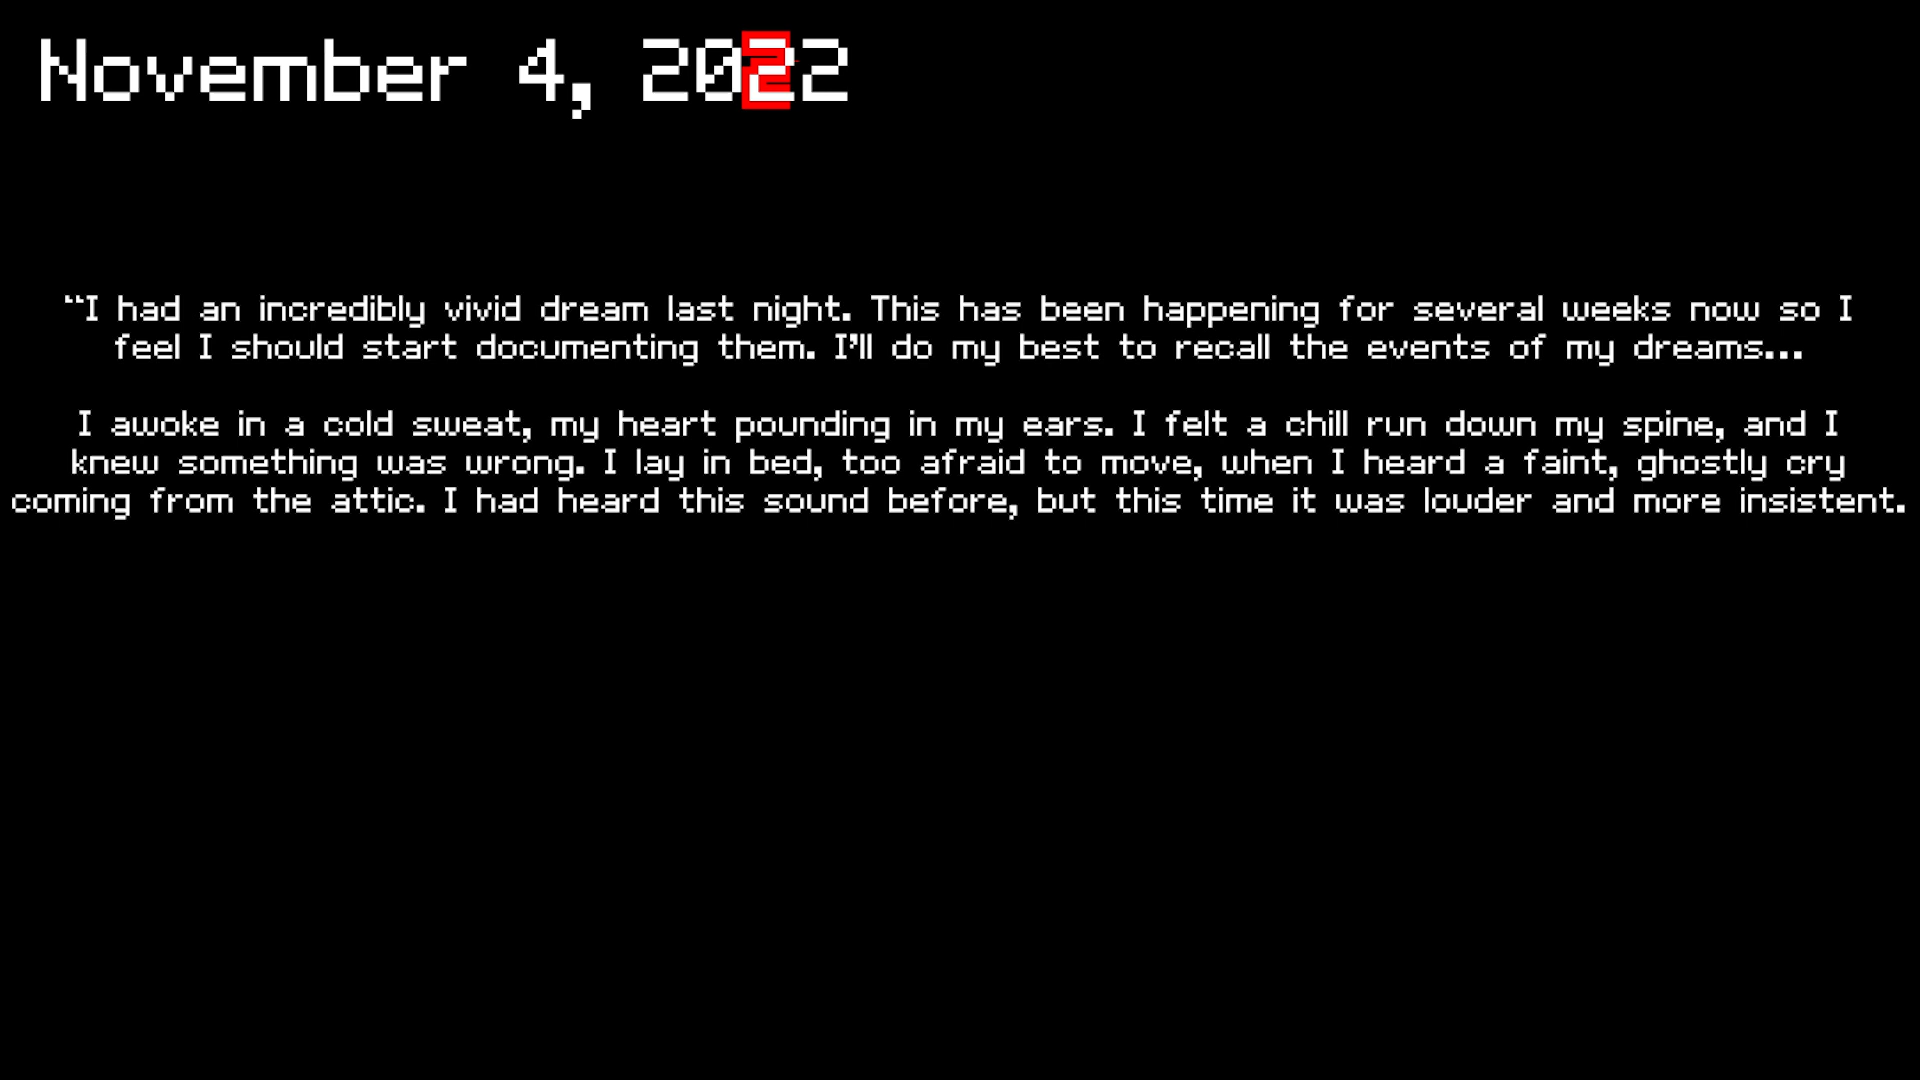 November 4, 2022
“I had an incredibly vivid dream last night. This has been happening for several weeks now so I
feel I should start documenting them. I’ll do my best to recall the events of my dreams...
I awoke in a cold sweat, my heart pounding in my ears. I felt a chill run down my spine, and I
knew something was wrong. I lay in bed, too afraid to move, when I heard a faint, ghostly cry
coming from the attic. I had heard this sound before, but this time it was louder and more insistent.